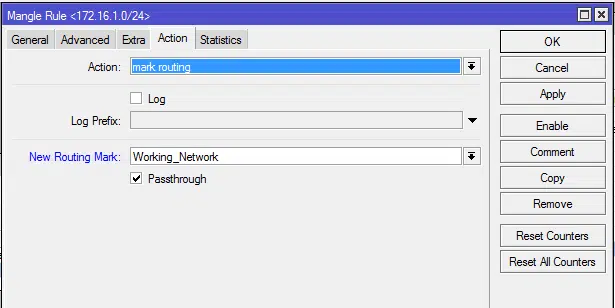 Mangle Rule <172.16.1.0/24>
General Advanced Extra Action Statistics
Action: mark routing
Log
Log Prefix:
New Routing Mark: Working_Network
Passthrough
OK
Cancel
Apply
Enable
Comment
Copy
Remove
Reset Counters
Reset All Counters